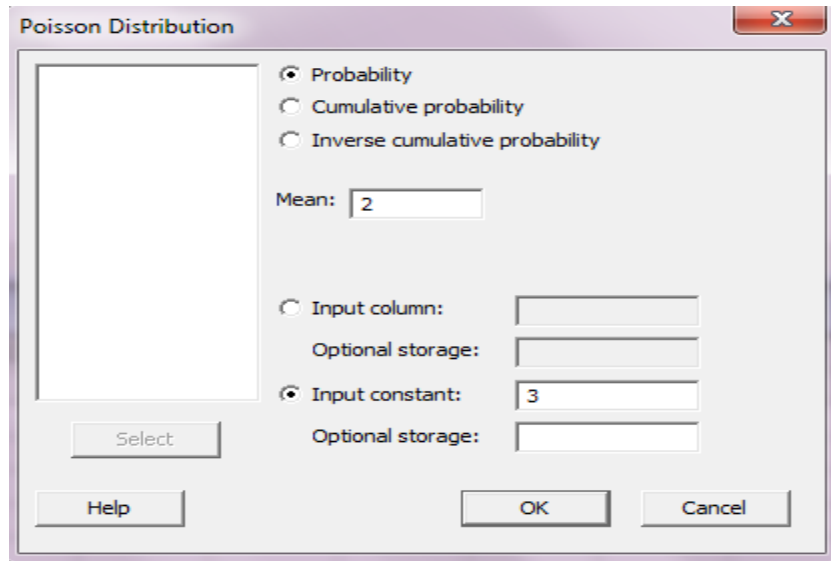 Poisson Distribution
Probability
Cumulative probability
Inverse cumulative probability
Mean: 2
Input column:
Optional storage:
Input constant: 3
Optional storage:
Select
Help
OK
Cancel